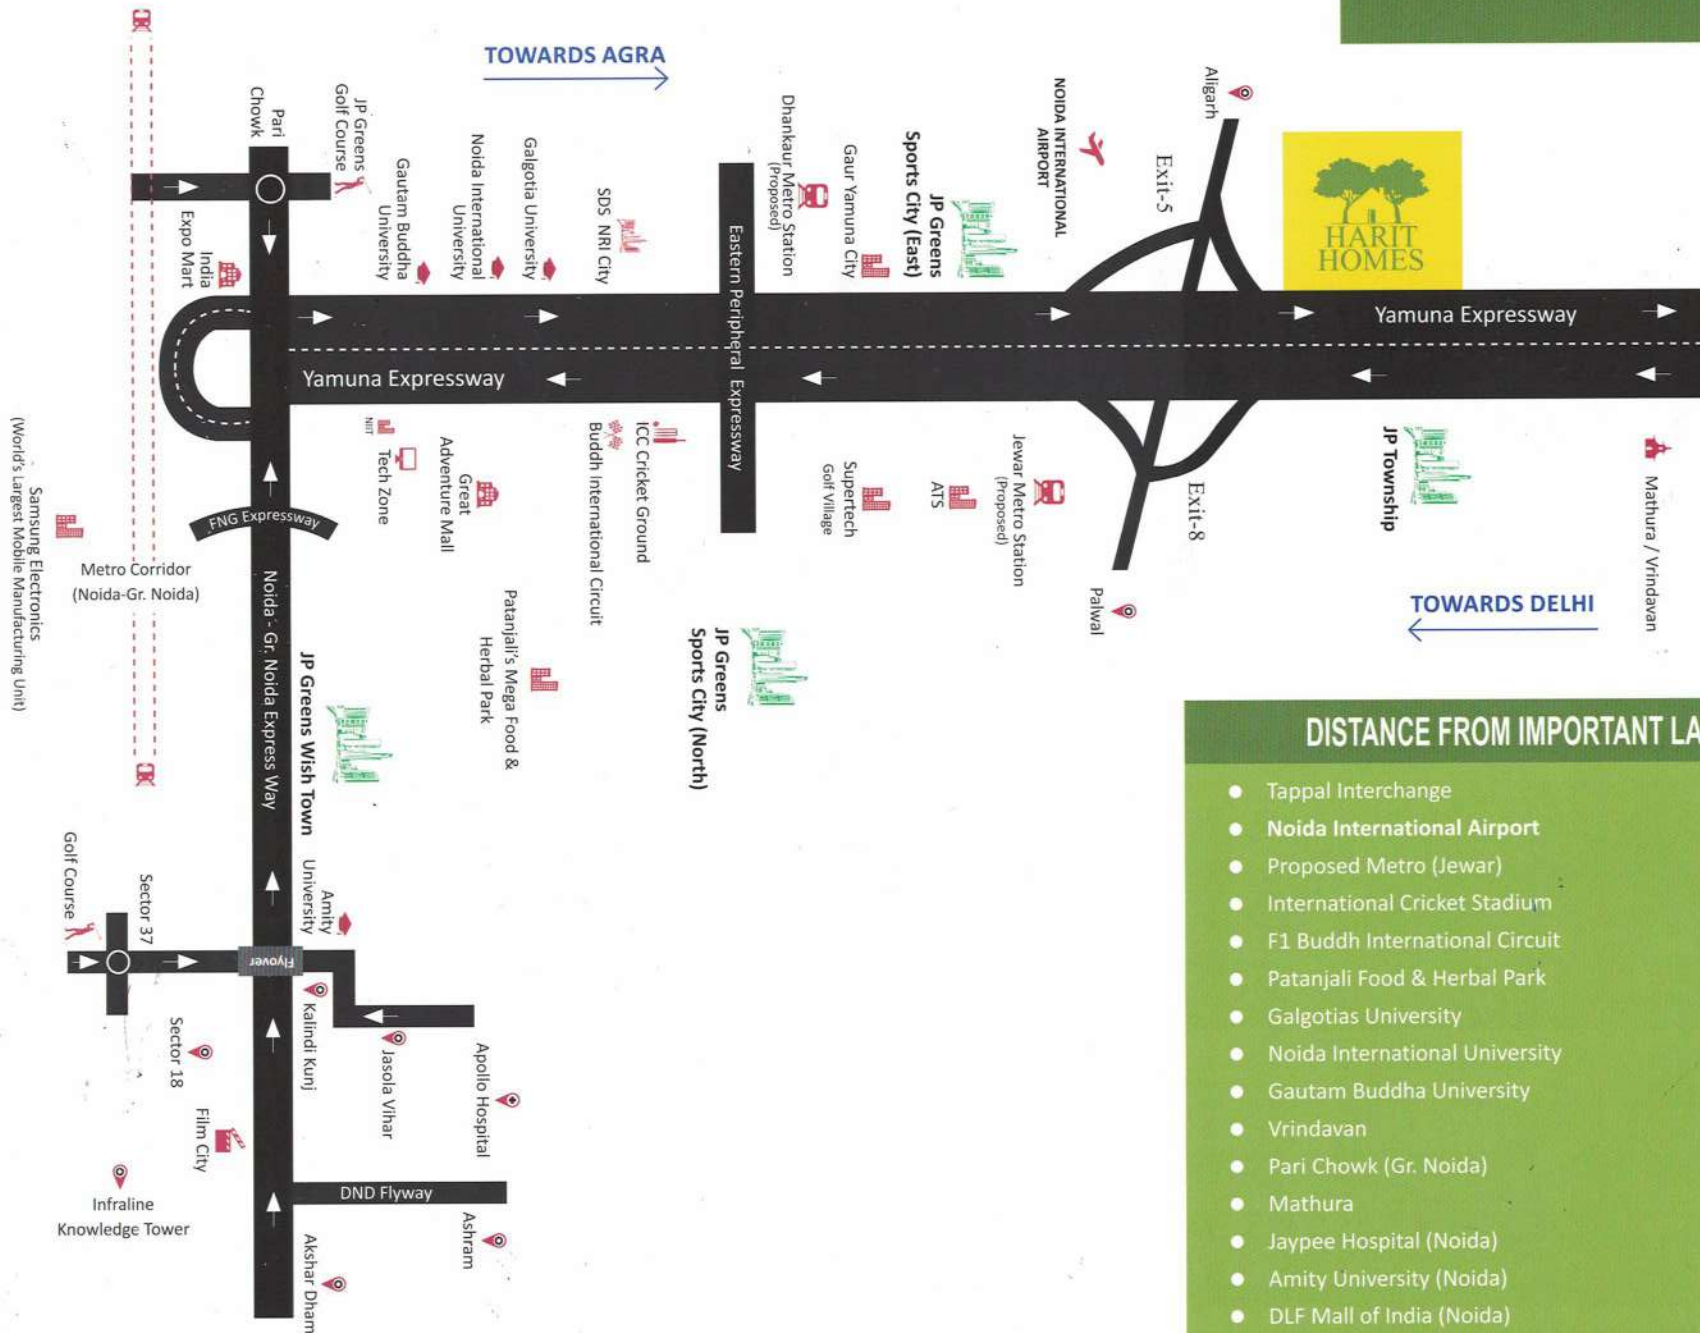 TOWARDS AGRA
Pari
Chowk
JP Greens
Golf Course
India
Expo Mart
Gautam Buddha
University
Noida International
University
Galgotia University
SDS NRI City
Eastern Peripheral Expressway
Dhankaur Metro Station
(Proposed)
Gaur Yamuna City
JP Greens
Sports City (East)
NOIDA INTERNATIONAL
AIRPORT
Aligarh
Exit-5
HARIT
HOMES
Yamuna Expressway
Yamuna Expressway
NIIT
Tech Zone
Great
Adventure Mall
Buddh International Circuit
ICC Cricket Ground
Supertech
Golf Village
ATS
Jewar Metro Station
(Proposed)
Exit-8
Palwal
JP Township
Mathura / Vrindavan
TOWARDS DELHI
FNG Expressway
Samsung Electronics
(World's Largest Mobile Manufacturing Unit)
Metro Corridor
(Noida-Gr. Noida)
Noida - Gr. Noida Express Way
JP Greens Wish Town
Patanjali's Mega Food &
Herbal Park
JP Greens
Sports City (North)
Golf Course
Sector 37
Amity
University
Flyover
Kalindi Kunj
Jasola Vihar
Apollo Hospital
Sector 18
Film City
Infraline
Knowledge Tower
DND Flyway
Ashram
Akshar Dham
DISTANCE FROM IMPORTANT LA
Tappal Interchange
Noida International Airport
Proposed Metro (Jewar)
International Cricket Stadium
F1 Buddh International Circuit
Patanjali Food & Herbal Park
Galgotias University
Noida International University
Gautam Buddha University
Vrindavan
Pari Chowk (Gr. Noida)
Mathura
Jaypee Hospital (Noida)
Amity University (Noida)
DLF Mall of India (Noida)